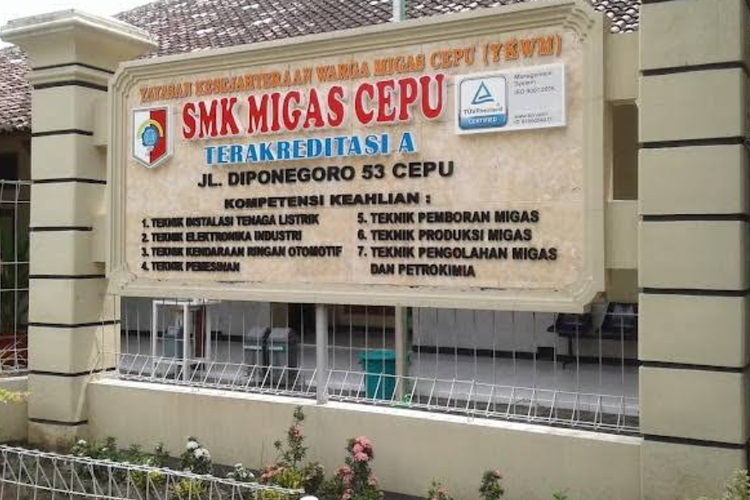 YAYASAN KESEJAHTERAAN WARGA MIGAS CEPU (YKWM)
SMK MIGAS CEPU
TERAKREDITASI A
JL. DIPONEGORO 53 CEPU
KOMPETENSI KEAHLIAN :
1. TEKNIK INSTALASI TENAGA LISTRIK
2. TEKNIK ELEKTRONIKA INDUSTRI
3. TEKNIK KENDARAAN RINGAN OTOMOTIF
4. TEKNIK PEMESINAN
5. TEKNIK PEMBORAN MIGAS
6. TEKNIK PRODUKSI MIGAS
7. TEKNIK PENGOLAHAN MIGAS
DAN PETROKIMIA
CERTIFIED
Management
System